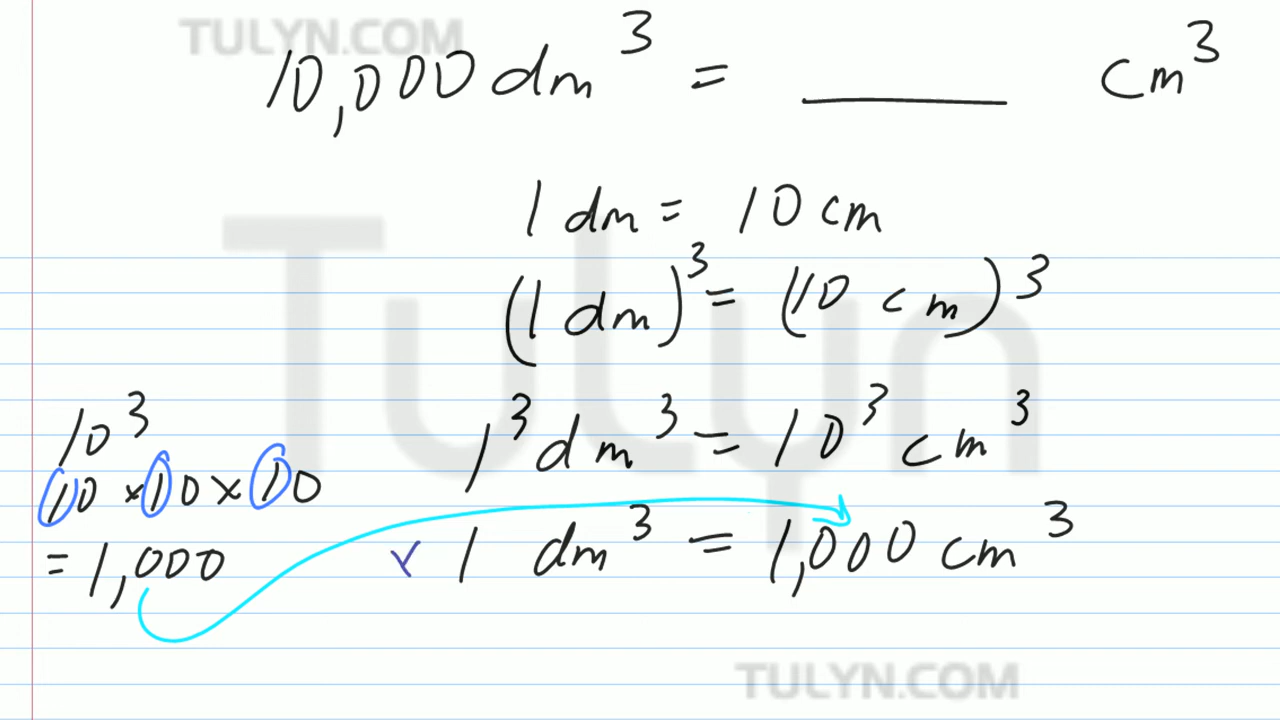 TULYN.COM
10,000 dm³ = ______ cm³
Tulyn
1 dm = 10 cm
(1 dm)³ = (10 cm)³
1³ dm³ = 10³ cm³
10³
10 × 10 × 10
= 1,000
1 dm³ = 1,000 cm³
TULYN.COM